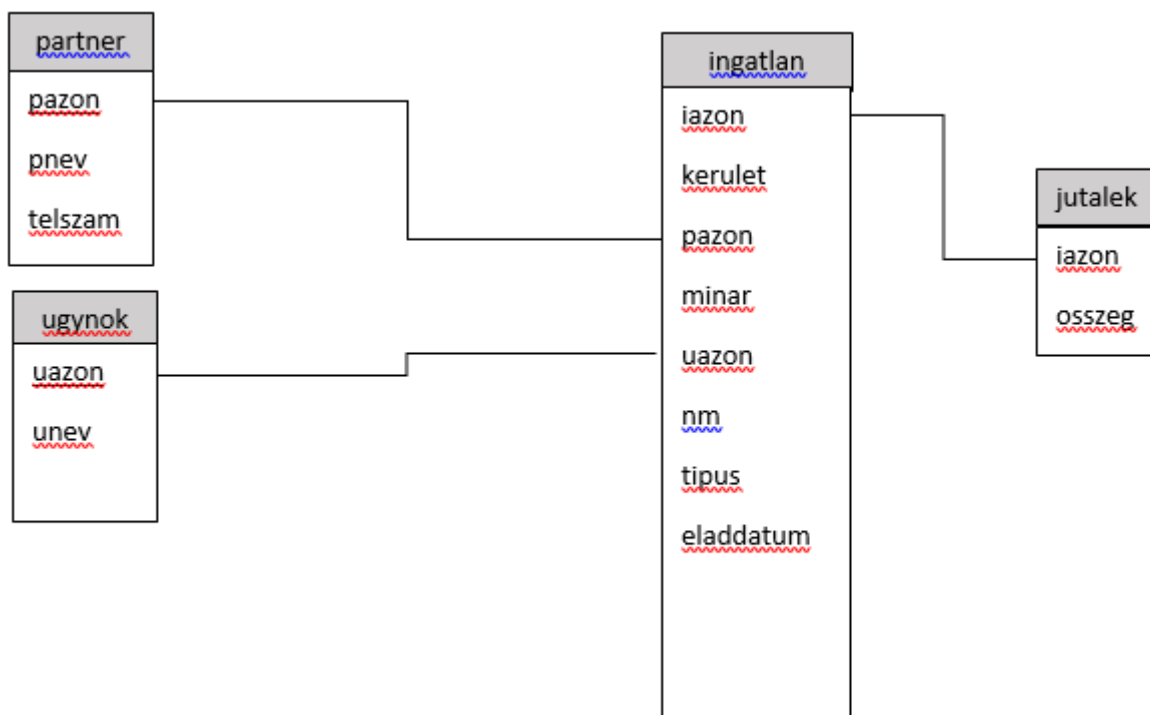 partner
pazon
pnev
telszam
ugynok
uazon
unev
ingatlan
iazon
kerulet
pazon
minar
uazon
nm
tipus
eladdatum
jutalek
iazon
osszeg